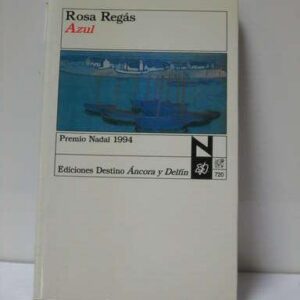 Rosa Regás
Azul
Premio Nadal 1994
N
Ediciones Destino Áncora y Delfín
720